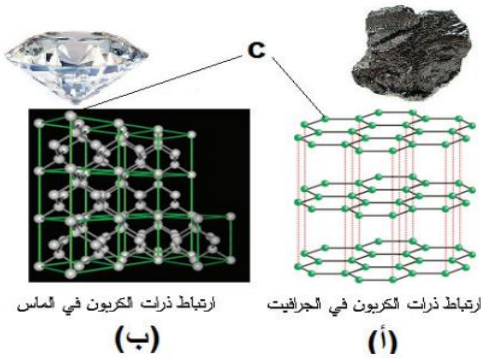 C
ارتباط ذرات الكربون في الجرافيت
ارتباط ذرات الكربون في الماس
(أ)
(ب)